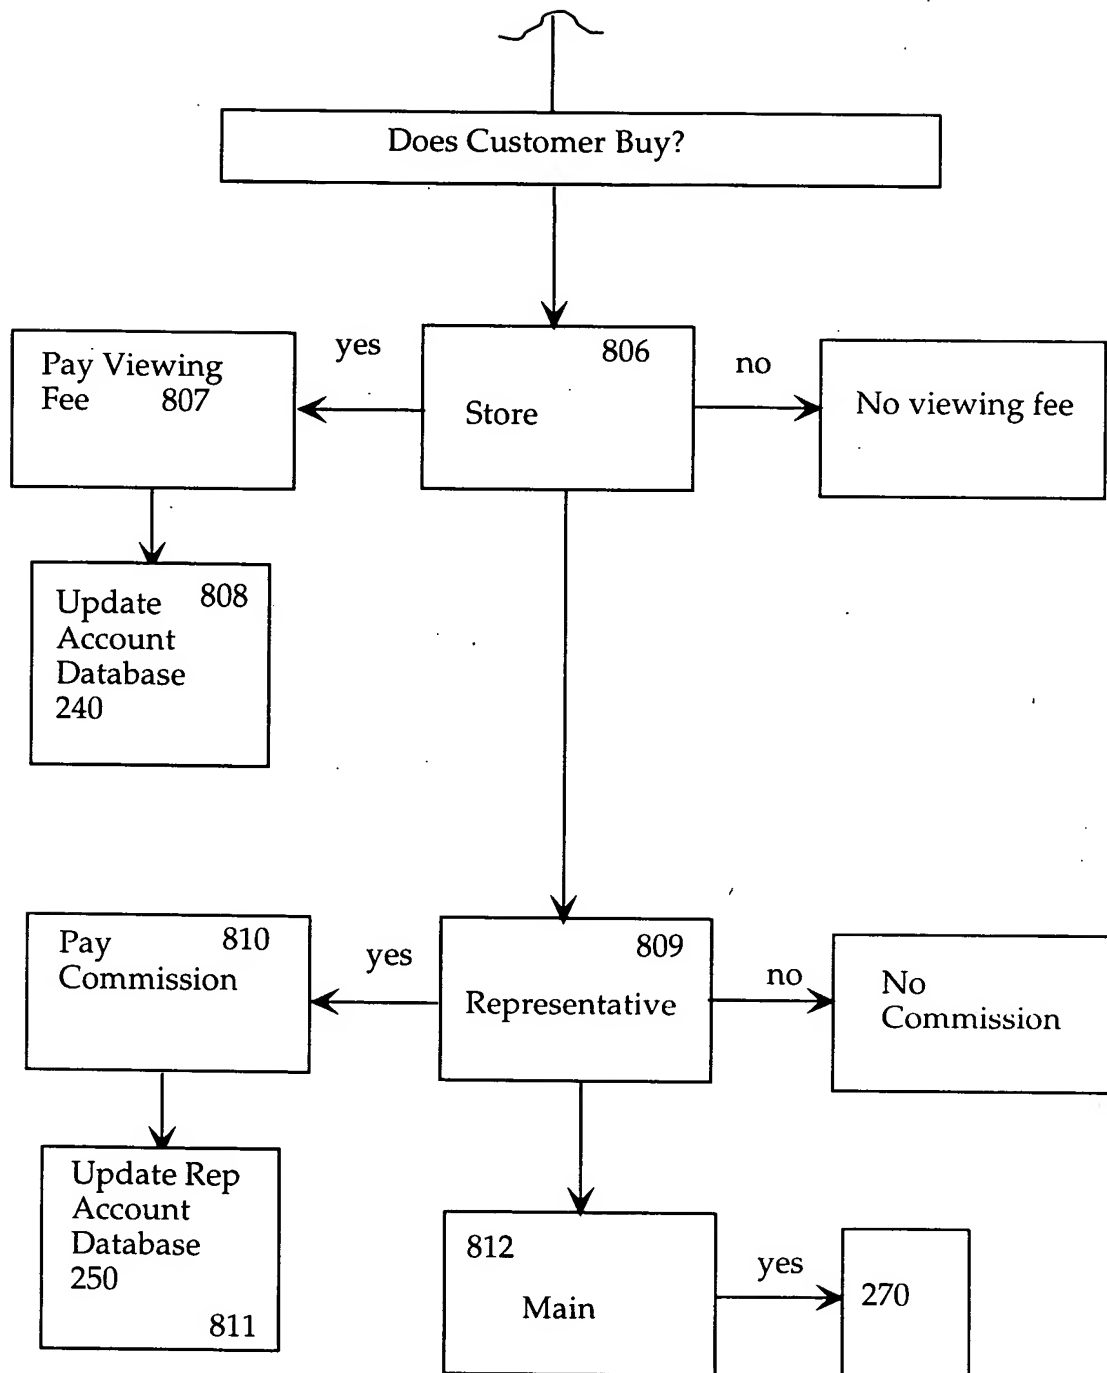 Does Customer Buy?
Pay Viewing
Fee 807
yes
806
Store
no
No viewing fee
Update 808
Account
Database
240
Pay 810
Commission
yes
809
Representative
no
No
Commission
Update Rep
Account
Database
250
811
812
Main
yes
270